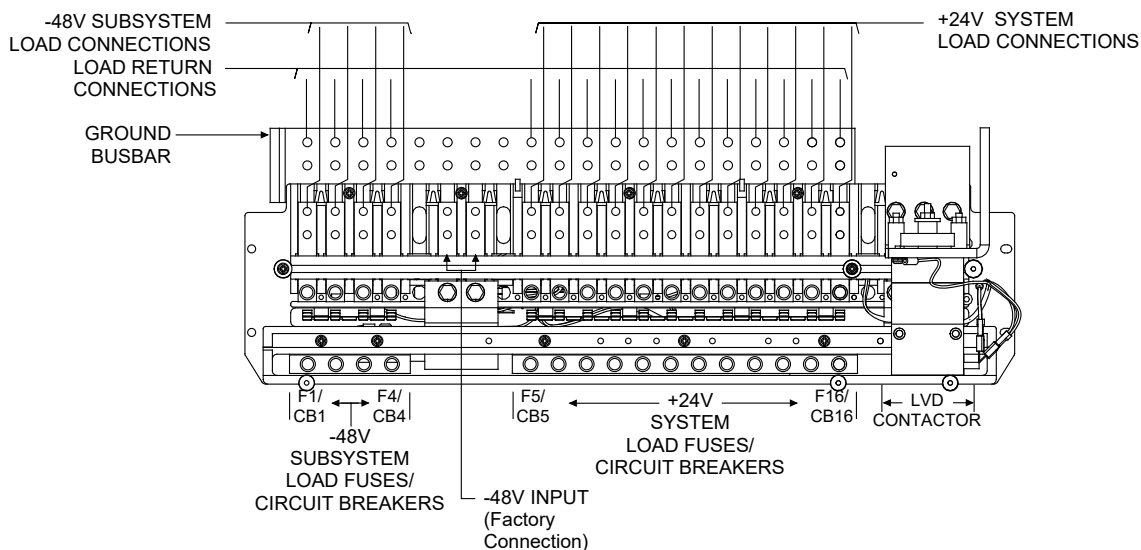 -48V SUBSYSTEM
LOAD CONNECTIONS
LOAD RETURN
CONNECTIONS
+24V SYSTEM
LOAD CONNECTIONS
GROUND
BUSBAR
F1/
CB1
F4/
CB4
-48V
SUBSYSTEM
LOAD FUSES/
CIRCUIT BREAKERS
F5/
CB5
+24V
SYSTEM
LOAD FUSES/
CIRCUIT BREAKERS
F16/
CB16
LVD
CONTACTOR
-48V INPUT
(Factory
Connection)